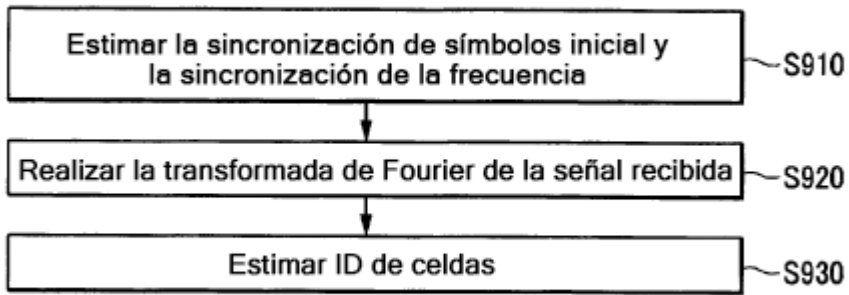 Estimar la sincronización de símbolos inicial y
la sincronización de la frecuencia
S910
Realizar la transformada de Fourier de la señal recibida
S920
Estimar ID de celdas
S930